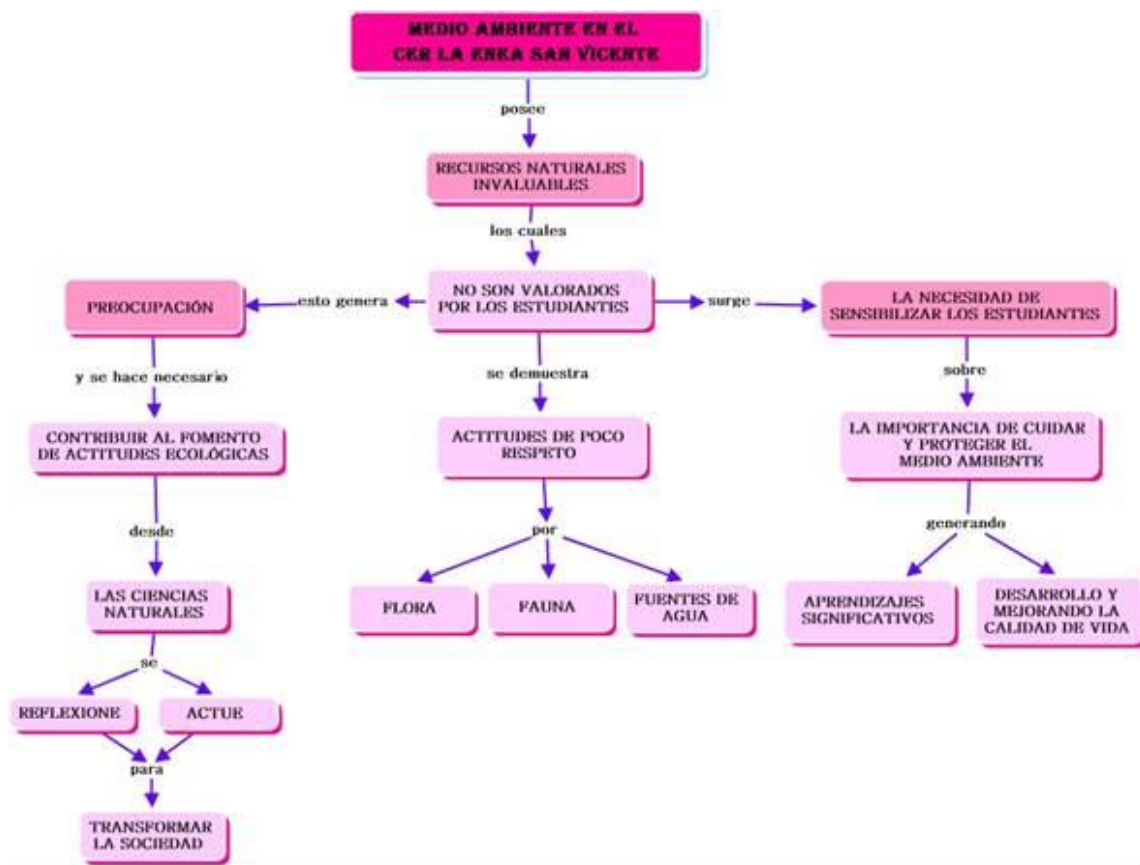 MEDIO AMBIENTE EN EL
CER LA ENEA SAN VICENTE
posee
RECURSOS NATURALES
INVALUABLES
los cuales
NO SON VALORADOS
POR LOS ESTUDIANTES
esto genera
PREOCUPACIÓN
y se hace necesario
CONTRIBUIR AL FOMENTO
DE ACTITUDES ECOLÓGICAS
desde
LAS CIENCIAS
NATURALES
se
REFLEXIONE
ACTUE
para
TRANSFORMAR
LA SOCIEDAD
se demuestra
ACTITUDES DE POCO
RESPETO
por
FLORA
FAUNA
FUENTES DE
AGUA
surge
LA NECESIDAD DE
SENSIBILIZAR LOS ESTUDIANTES
sobre
LA IMPORTANCIA DE CUIDAR
Y PROTEGER EL
MEDIO AMBIENTE
generando
APRENDIZAJES
SIGNIFICATIVOS
DESARROLLO Y
MEJORANDO LA
CALIDAD DE VIDA